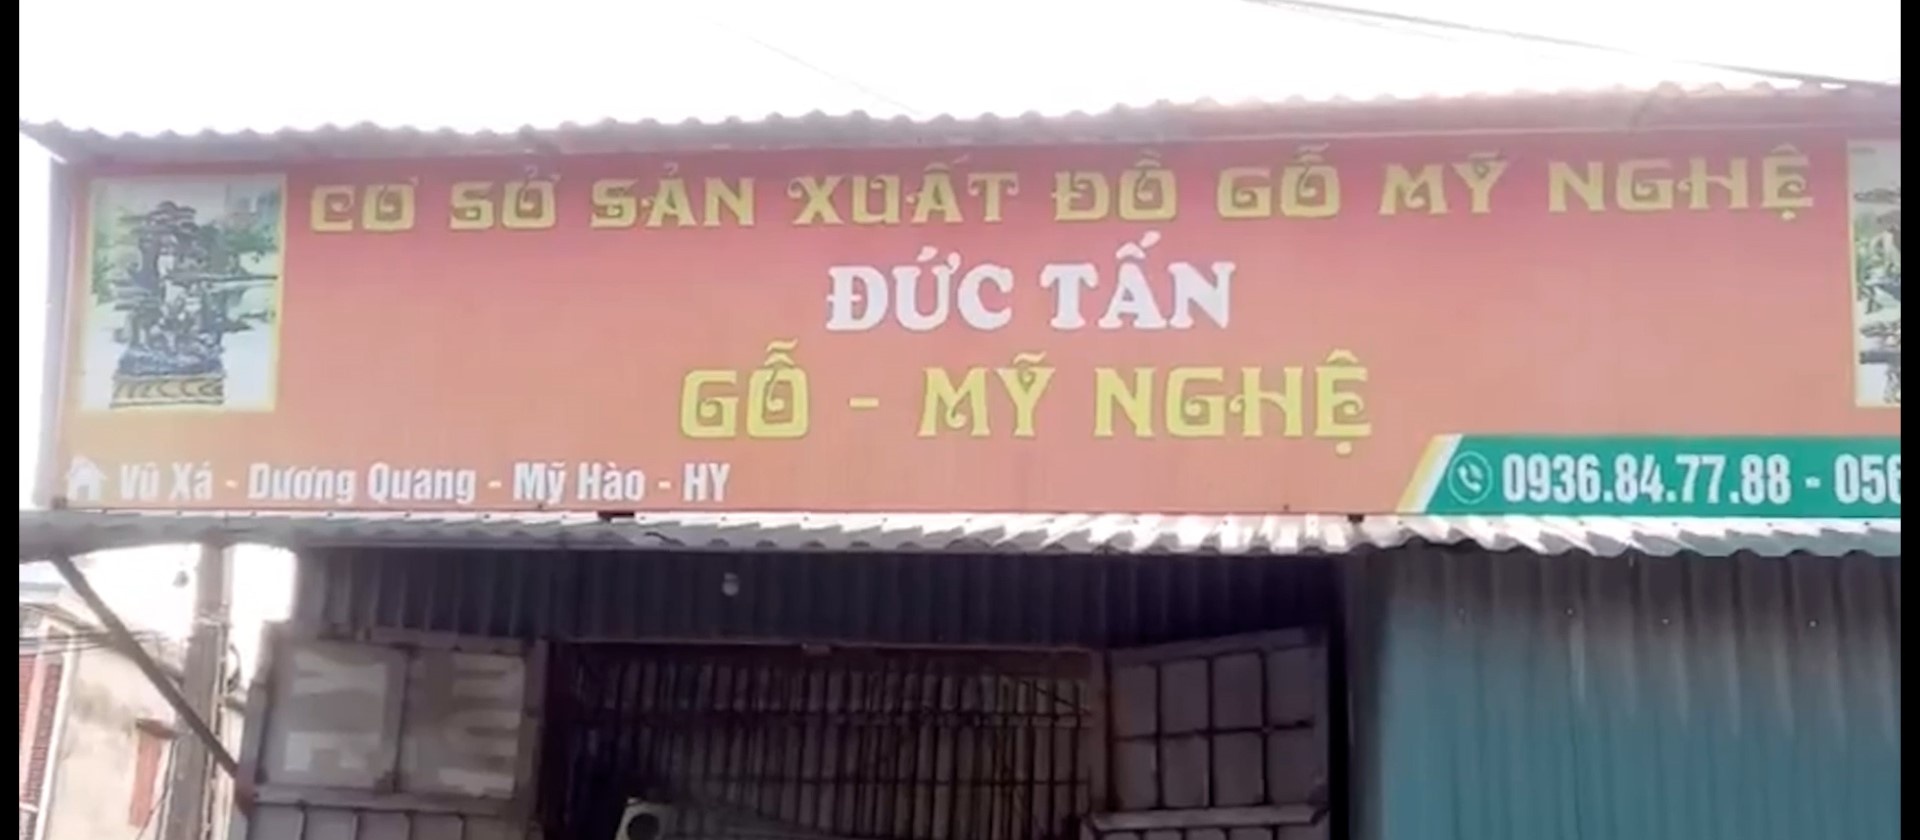 CƠ SỞ SẢN XUẤT ĐỒ GỖ MỸ NGHỆ
ĐỨC TẤN
GỖ - MỸ NGHỆ
Vũ Xá - Dương Quang - Mỹ Hào - HY
0936.84.77.88 - 056